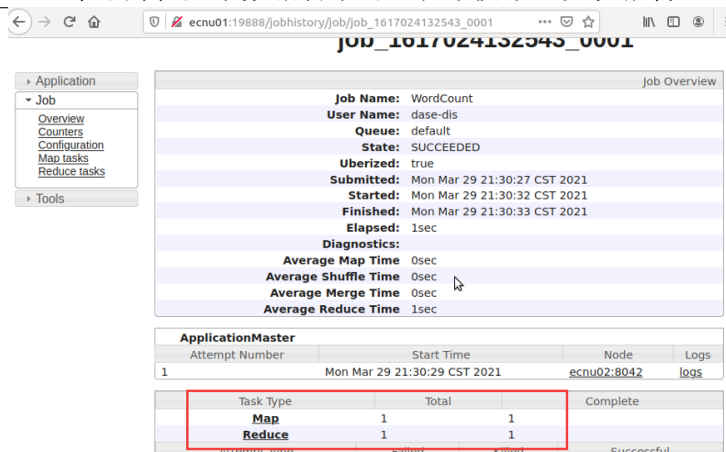 ecnu01:19888/jobhistory/job/job_1617024132543_0001
job_1617024132543_0001
Application
Job
Overview
Counters
Configuration
Map tasks
Reduce tasks
Tools
Job Overview
Job Name: WordCount
User Name: dase-dis
Queue: default
State: SUCCEEDED
Uberized: true
Submitted: Mon Mar 29 21:30:27 CST 2021
Started: Mon Mar 29 21:30:32 CST 2021
Finished: Mon Mar 29 21:30:33 CST 2021
Elapsed: 1sec
Diagnostics:
Average Map Time 0sec
Average Shuffle Time 0sec
Average Merge Time 0sec
Average Reduce Time 1sec
ApplicationMaster
Attempt Number Start Time Node Logs
1 Mon Mar 29 21:30:29 CST 2021 ecnu02:8042 logs
Task Type Total Complete
Map 1 1
Reduce 1 1
Attempt Type Failed Killed Successful